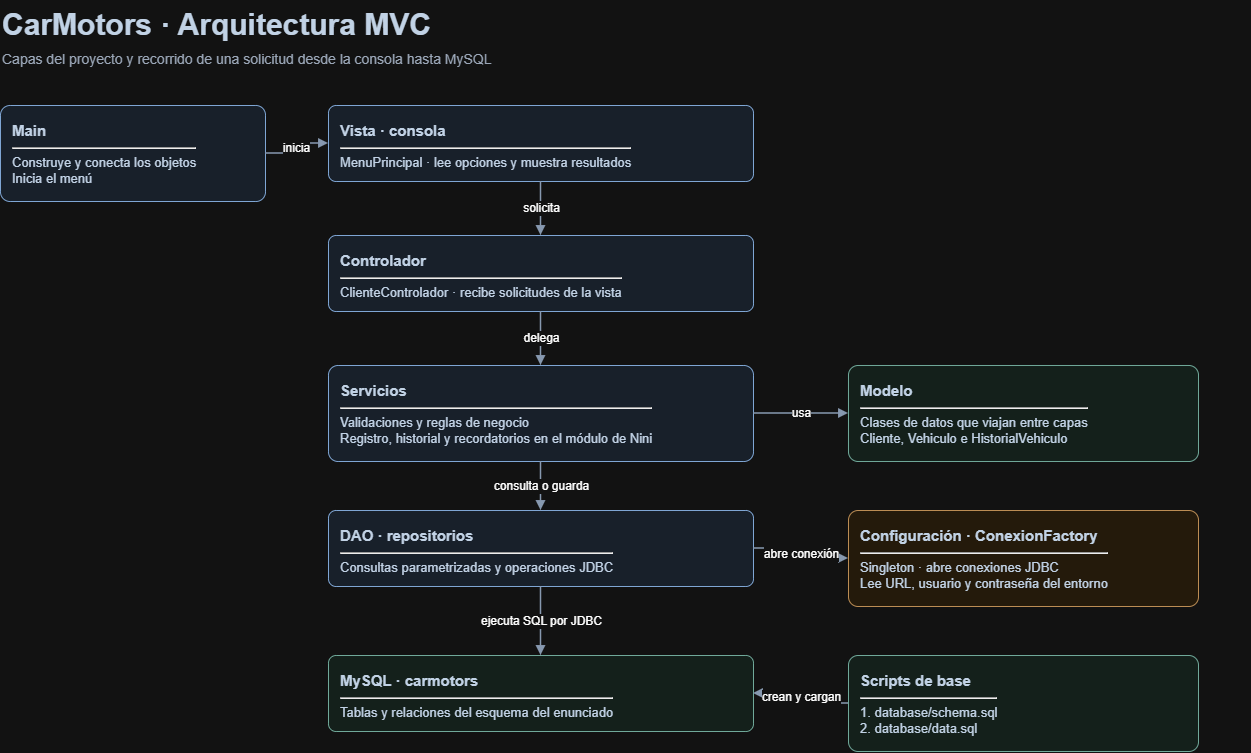 CarMotors · Arquitectura MVC
Capas del proyecto y recorrido de una solicitud desde la consola hasta MySQL
Main
Construye y conecta los objetos
Inicia el menú
inicia
Vista · consola
MenuPrincipal · lee opciones y muestra resultados
solicita
Controlador
ClienteControlador · recibe solicitudes de la vista
delega
Servicios
Validaciones y reglas de negocio
Registro, historial y recordatorios en el módulo de Nini
usa
Modelo
Clases de datos que viajan entre capas
Cliente, Vehiculo e HistorialVehiculo
consulta o guarda
DAO · repositorios
Consultas parametrizadas y operaciones JDBC
abre conexión
Configuración · ConexionFactory
Singleton · abre conexiones JDBC
Lee URL, usuario y contraseña del entorno
ejecuta SQL por JDBC
MySQL · carmotors
Tablas y relaciones del esquema del enunciado
crean y cargan
Scripts de base
1. database/schema.sql
2. database/data.sql